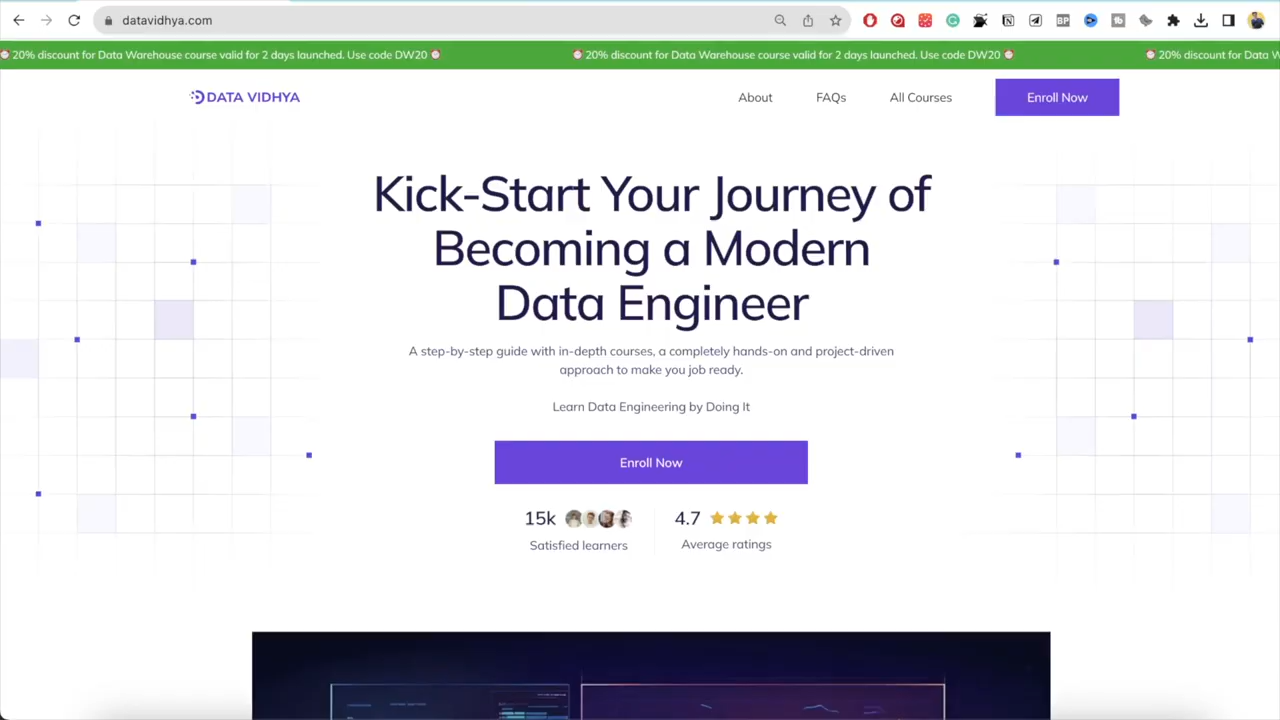 datavidhya.com
20% discount for Data Warehouse course valid for 2 days launched. Use code DW20
20% discount for Data Warehouse course valid for 2 days launched. Use code DW20
20% discount for Data W
DATA VIDHYA
About
FAQs
All Courses
Enroll Now
Kick-Start Your Journey of
Becoming a Modern
Data Engineer
A step-by-step guide with in-depth courses, a completely hands-on and project-driven
approach to make you job ready.
Learn Data Engineering by Doing It
Enroll Now
15k
Satisfied learners
4.7
Average ratings